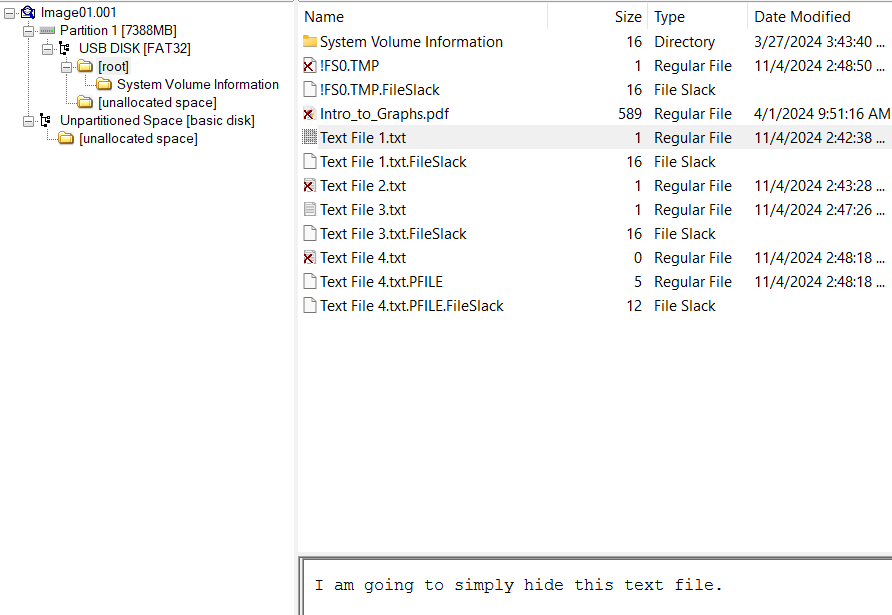 Image01.001
Partition 1 [7388MB]
USB DISK [FAT32]
[root]
System Volume Information
[unallocated space]
Unpartitioned Space [basic disk]
[unallocated space]
Name Size Type Date Modified
System Volume Information 16 Directory 3/27/2024 3:43:40 ...
!FS0.TMP 1 Regular File 11/4/2024 2:48:50 ...
!FS0.TMP.FileSlack 16 File Slack
Intro_to_Graphs.pdf 589 Regular File 4/1/2024 9:51:16 AM
Text File 1.txt 1 Regular File 11/4/2024 2:42:38 ...
Text File 1.txt.FileSlack 16 File Slack
Text File 2.txt 1 Regular File 11/4/2024 2:43:28 ...
Text File 3.txt 1 Regular File 11/4/2024 2:47:26 ...
Text File 3.txt.FileSlack 16 File Slack
Text File 4.txt 0 Regular File 11/4/2024 2:48:18 ...
Text File 4.txt.PFILE 5 Regular File 11/4/2024 2:48:18 ...
Text File 4.txt.PFILE.FileSlack 12 File Slack
I am going to simply hide this text file.